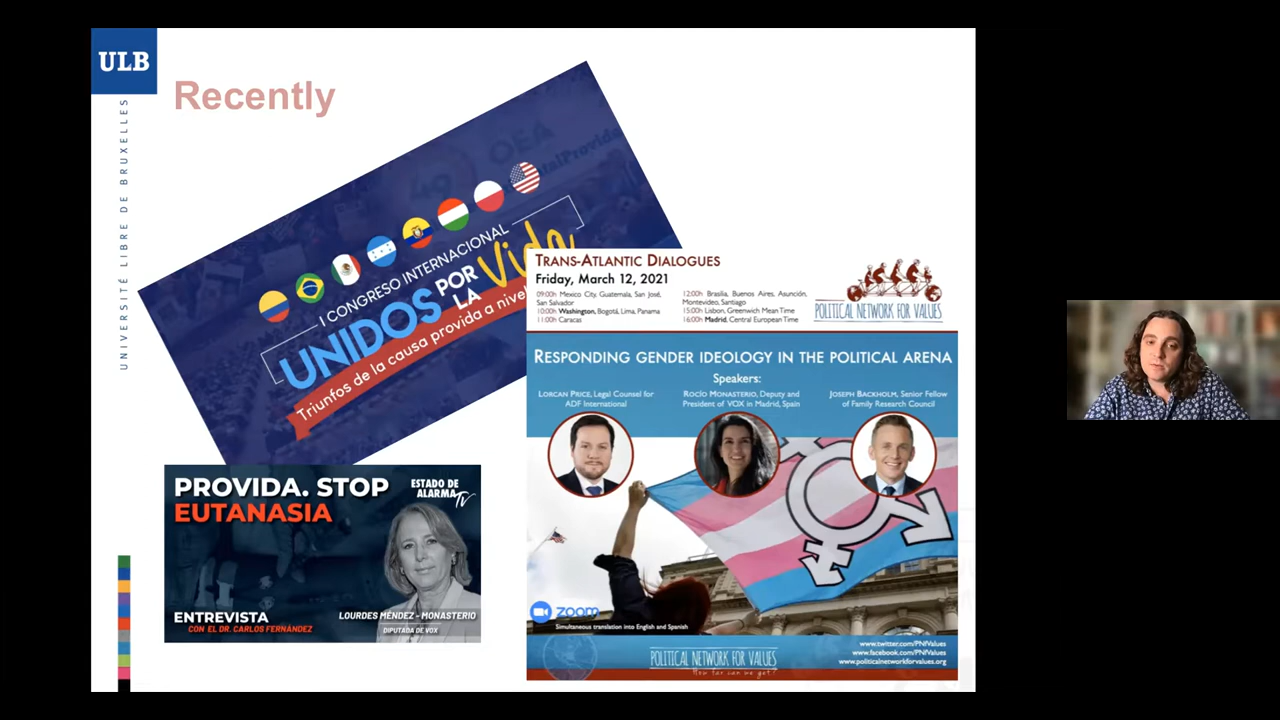 ULB
UNIVERSITÉ LIBRE DE BRUXELLES
Recently
OEA
I CONGRESO INTERNACIONAL
UNIDOS POR LA Vida
Triunfos de la causa provida a nivel
TRANS-ATLANTIC DIALOGUES
Friday, March 12, 2021
09:00h Mexico City, Guatemala, San José,
San Salvador
10:00h Washington, Bogotá, Lima, Panama
11:00h Caracas
12:00h Brasilia, Buenos Aires, Asunción,
Montevideo, Santiago
15:00h Lisbon, Greenwich Mean Time
16:00h Madrid, Central European Time
POLITICAL NETWORK FOR VALUES
RESPONDING GENDER IDEOLOGY IN THE POLITICAL ARENA
Speakers:
LORCAN PRICE, Legal Counsel for
ADF International
ROCÍO MONASTERIO, Deputy and
President of VOX in Madrid, Spain
JOSEPH BACKHOLM, Senior Fellow
of Family Research Council
zoom
Simultaneous translation into English and Spanish
POLITICAL NETWORK FOR VALUES
How far can we get?
www.twitter.com/PNfValues
www.facebook.com/PNfValues
www.politicalnetworkforvalues.org
PROVIDA. STOP
EUTANASIA
ESTADO DE
ALARMA TV
ENTREVISTA
CON EL DR. CARLOS FERNÁNDEZ
LOURDES MÉNDEZ - MONASTERIO
DIPUTADA DE VOX